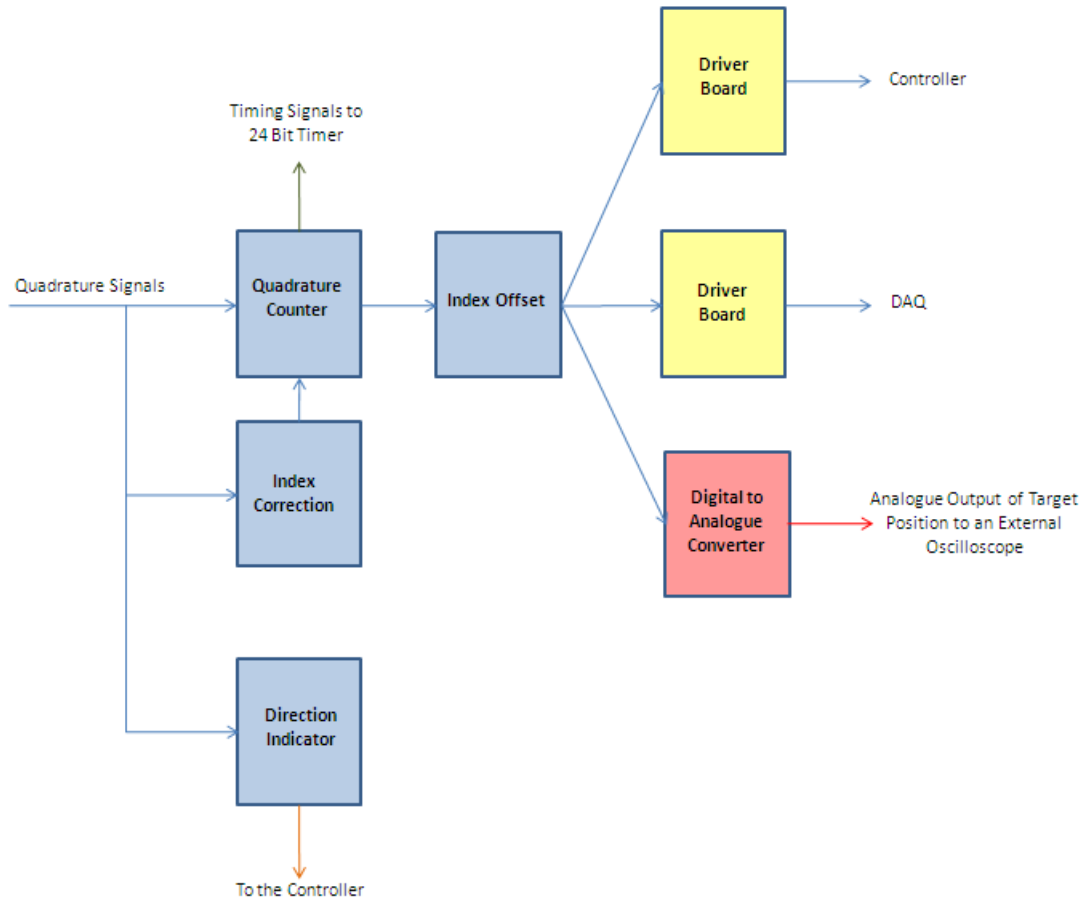 Driver
Board
Controller
Timing Signals to
24 Bit Timer
Quadrature Signals
Quadrature
Counter
Index Offset
Driver
Board
DAQ
Index
Correction
Digital to
Analogue
Converter
Analogue Output of Target
Position to an External
Oscilloscope
Direction
Indicator
To the Controller